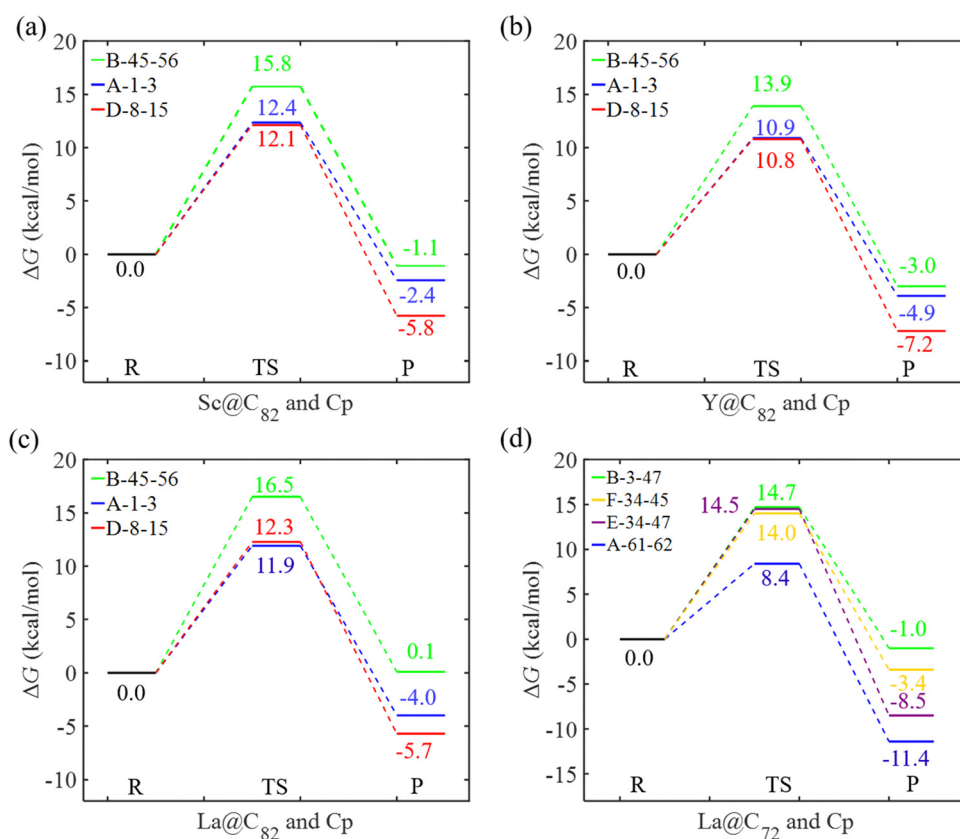 (a)
20
15
10
5
0
-5
-10
ΔG (kcal/mol)
B-45-56
A-1-3
D-8-15
15.8
12.4
12.1
0.0
-1.1
-2.4
-5.8
R TS P
Sc@C82 and Cp
(b)
20
15
10
5
0
-5
-10
ΔG (kcal/mol)
B-45-56
A-1-3
D-8-15
13.9
10.9
10.8
0.0
-3.0
-4.9
-7.2
R TS P
Y@C82 and Cp
(c)
20
15
10
5
0
-5
-10
ΔG (kcal/mol)
B-45-56
A-1-3
D-8-15
16.5
12.3
11.9
0.0
0.1
-4.0
-5.7
R TS P
La@C82 and Cp
(d)
20
15
10
5
0
-5
-10
-15
ΔG (kcal/mol)
B-3-47
F-34-45
E-34-47
A-61-62
14.7
14.5
14.0
8.4
0.0
-1.0
-3.4
-8.5
-11.4
R TS P
La@C72 and Cp